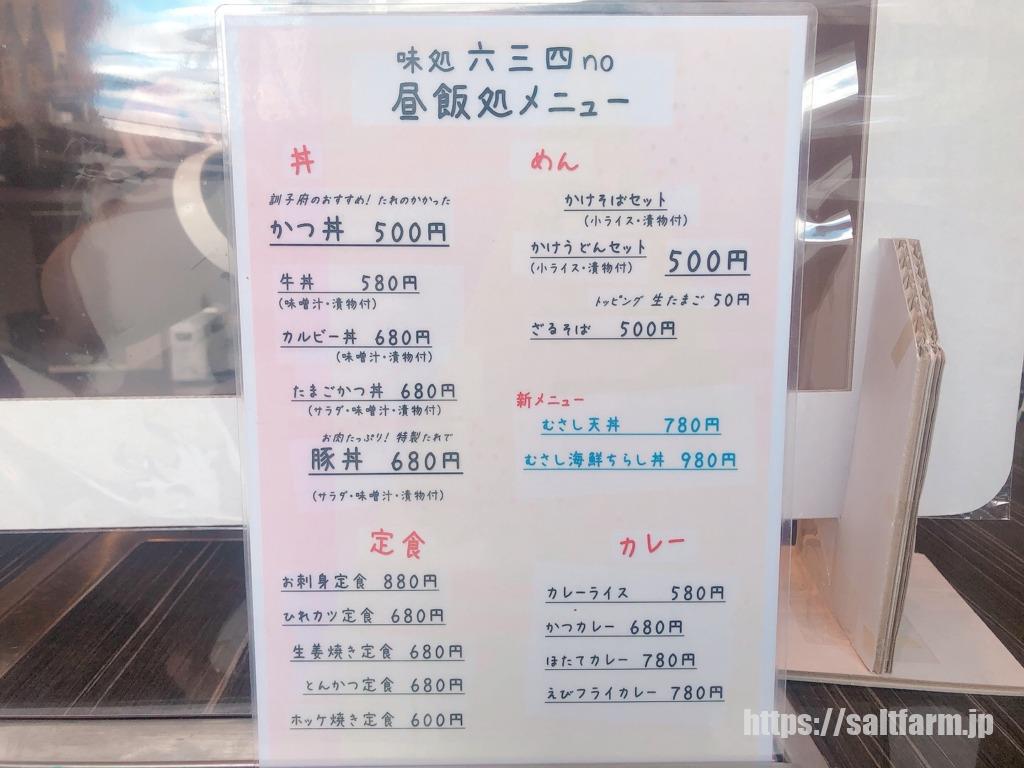 味処 六三四no
昼飯処メニュー
丼
訓子府のおすすめ! たれのかかった
かつ丼 500円
牛丼 580円
(味噌汁・漬物付)
カルビー丼 680円
(味噌汁・漬物付)
たまごかつ丼 680円
(サラダ・味噌汁・漬物付)
お肉たっぷり! 特製たれで
豚丼 680円
(サラダ・味噌汁・漬物付)
めん
かけそばセット
(小ライス・漬物付)
かけうどんセット
(小ライス・漬物付)
500円
トッピング 生たまご 50円
ざるそば 500円
新メニュー
むさし天丼 780円
むさし海鮮ちらし丼 980円
定食
お刺身定食 880円
ひれカツ定食 680円
生姜焼き定食 680円
とんかつ定食 680円
ホッケ焼き定食 600円
カレー
カレーライス 580円
かつカレー 680円
ほたてカレー 780円
えびフライカレー 780円
https://saltfarm.jp